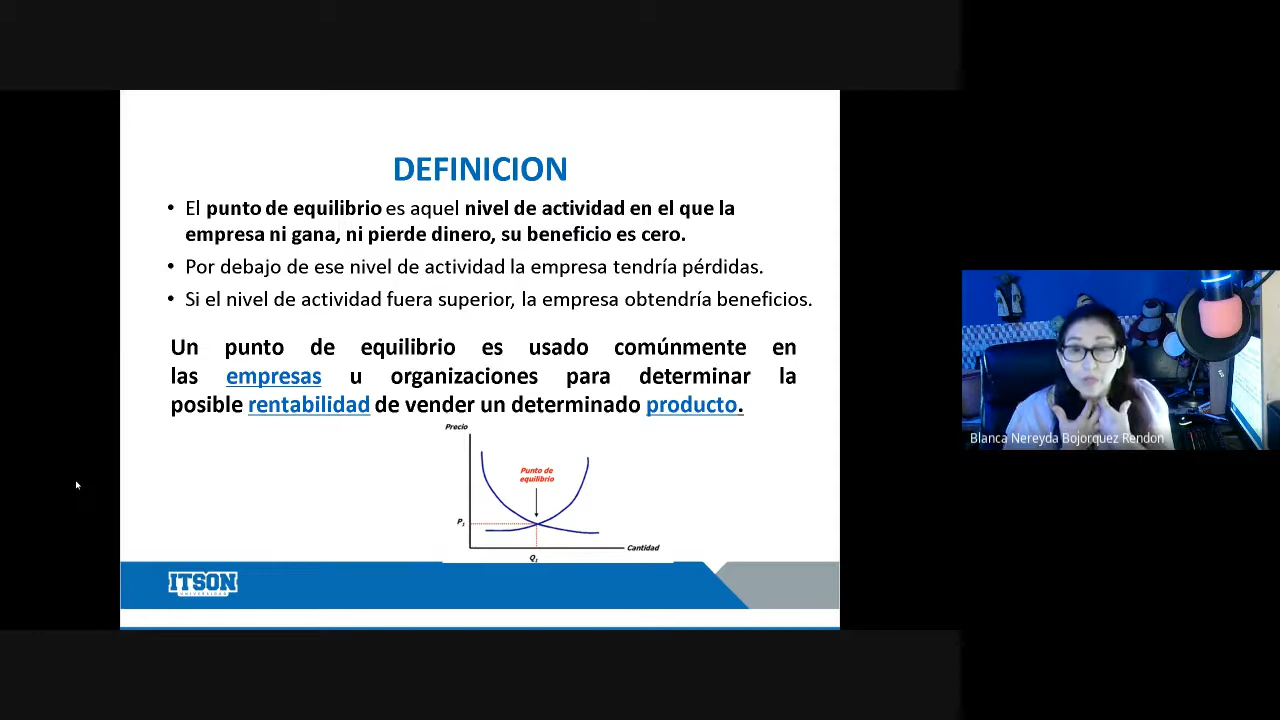 DEFINICION
• El punto de equilibrio es aquel nivel de actividad en el que la
empresa ni gana, ni pierde dinero, su beneficio es cero.
• Por debajo de ese nivel de actividad la empresa tendría pérdidas.
• Si el nivel de actividad fuera superior, la empresa obtendría beneficios.
Un punto de equilibrio es usado comúnmente en
las empresas u organizaciones para determinar la
posible rentabilidad de vender un determinado producto.
Precio
Punto de
equilibrio
P₁
Cantidad
Q₁
ITSON
UNIVERSIDAD
Blanca Nereyda Bojorquez Rendon